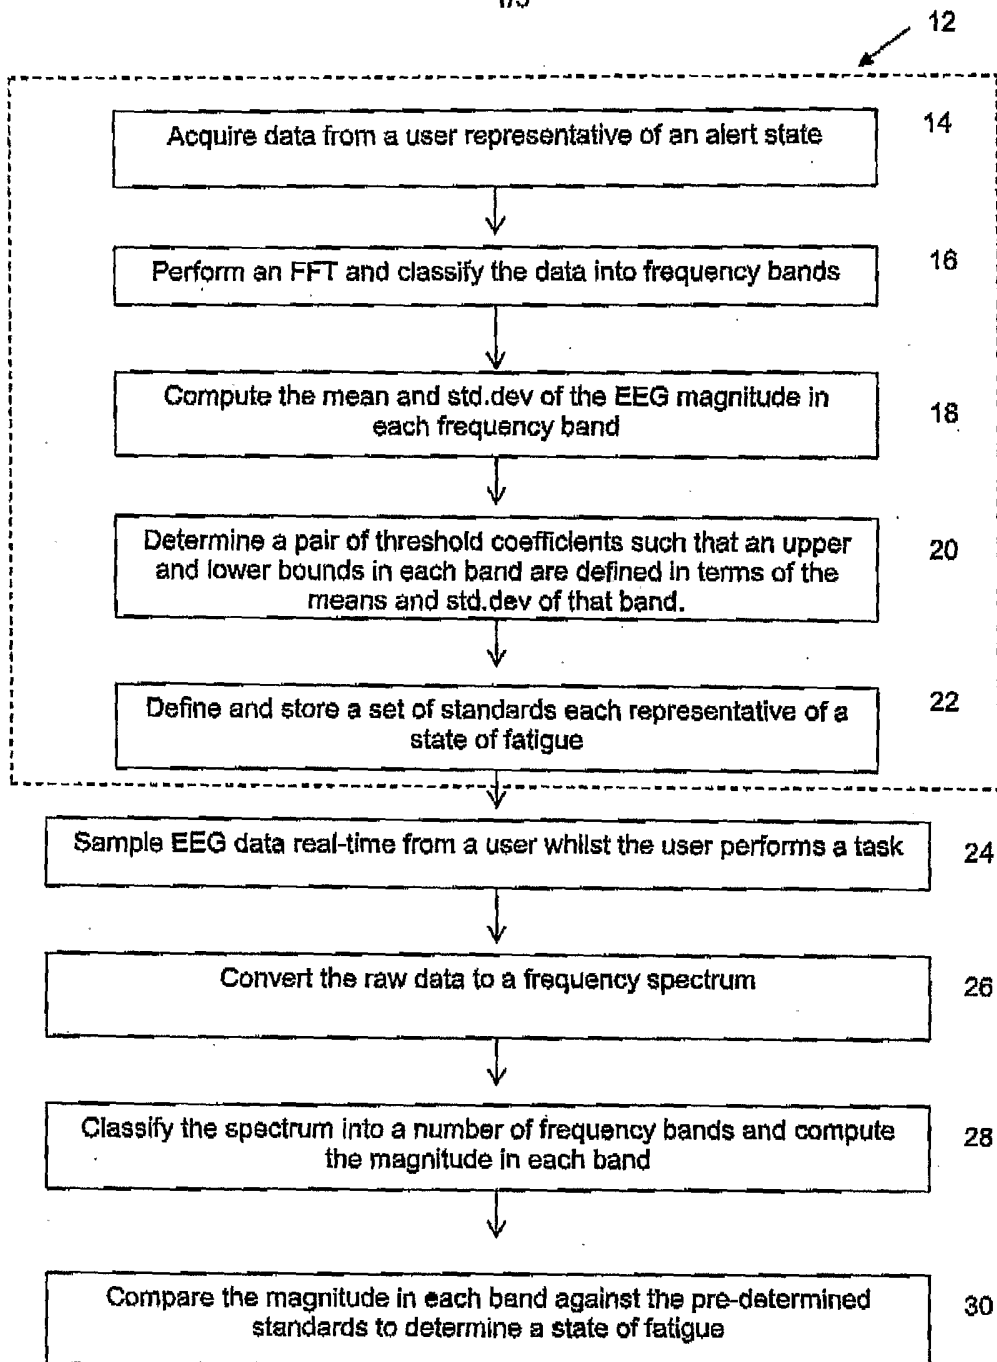 12
Acquire data from a user representative of an alert state
14
Perform an FFT and classify the data into frequency bands
16
Compute the mean and std.dev of the EEG magnitude in
each frequency band
18
Determine a pair of threshold coefficients such that an upper
and lower bounds in each band are defined in terms of the
means and std.dev of that band.
20
Define and store a set of standards each representative of a
state of fatigue
22
Sample EEG data real-time from a user whilst the user performs a task
24
Convert the raw data to a frequency spectrum
26
Classify the spectrum into a number of frequency bands and compute
the magnitude in each band
28
Compare the magnitude in each band against the pre-determined
standards to determine a state of fatigue
30